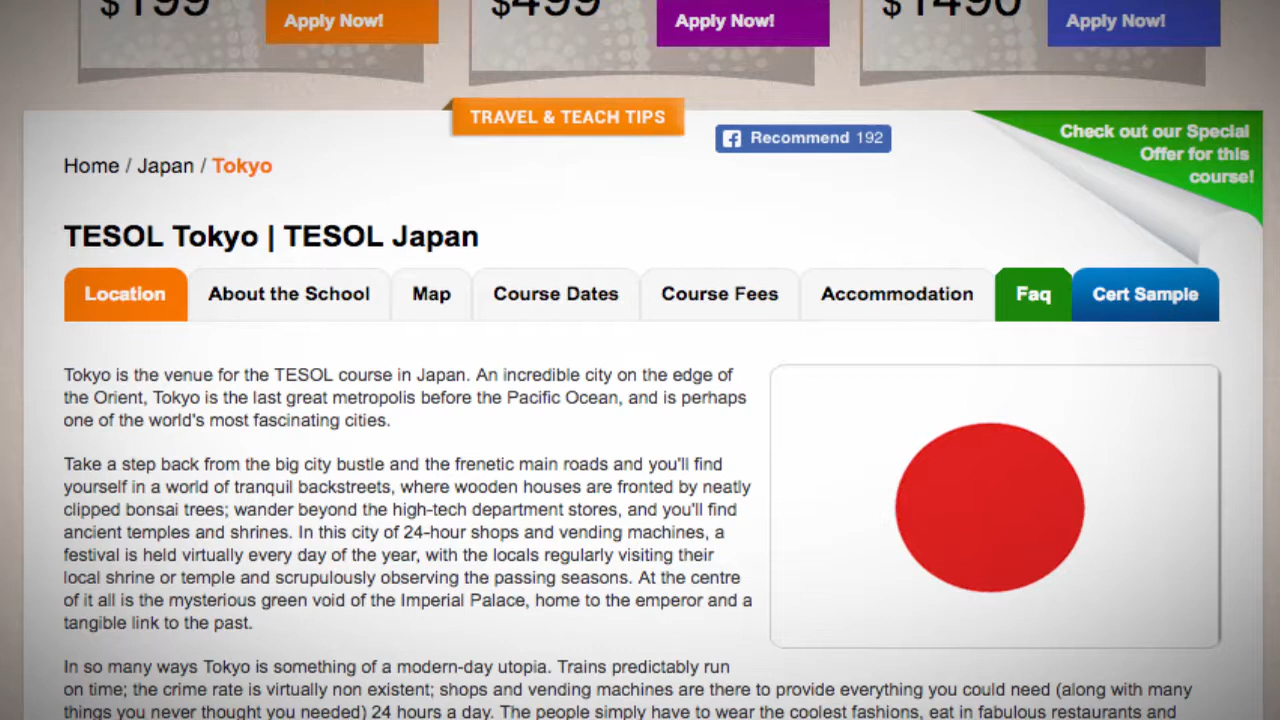 $199
Apply Now!
$499
Apply Now!
$1490
Apply Now!
TRAVEL & TEACH TIPS
Recommend 192
Check out our Special
Offer for this
course!
Home / Japan / Tokyo
TESOL Tokyo | TESOL Japan
Location
About the School
Map
Course Dates
Course Fees
Accommodation
Faq
Cert Sample
Tokyo is the venue for the TESOL course in Japan. An incredible city on the edge of
the Orient, Tokyo is the last great metropolis before the Pacific Ocean, and is perhaps
one of the world's most fascinating cities.
Take a step back from the big city bustle and the frenetic main roads and you'll find
yourself in a world of tranquil backstreets, where wooden houses are fronted by neatly
clipped bonsai trees; wander beyond the high-tech department stores, and you'll find
ancient temples and shrines. In this city of 24-hour shops and vending machines, a
festival is held virtually every day of the year, with the locals regularly visiting their
local shrine or temple and scrupulously observing the passing seasons. At the centre
of it all is the mysterious green void of the Imperial Palace, home to the emperor and a
tangible link to the past.
In so many ways Tokyo is something of a modern-day utopia. Trains predictably run
on time; the crime rate is virtually non existent; shops and vending machines are there to provide everything you could need (along with many
things you never thought you needed) 24 hours a day. The people simply have to wear the coolest fashions, eat in fabulous restaurants and